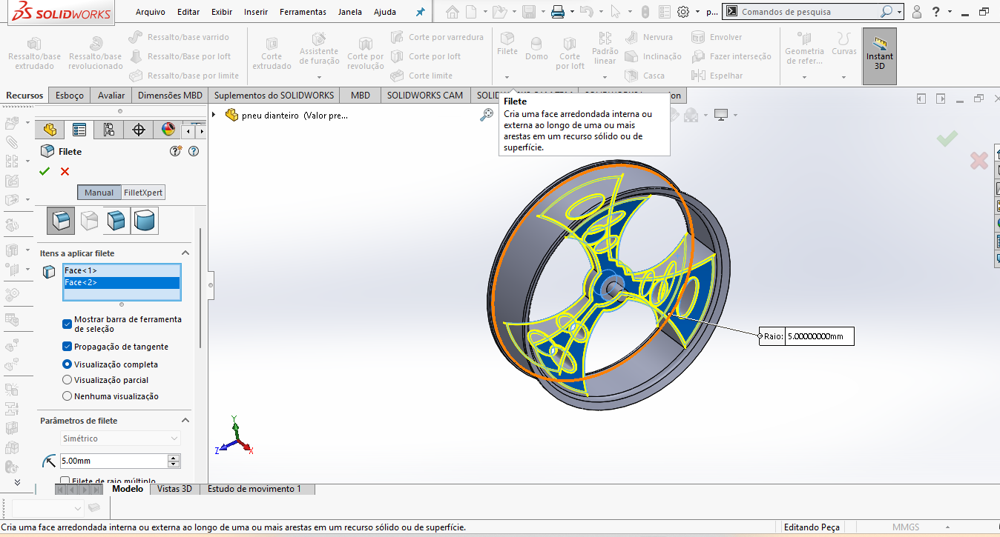 SOLIDWORKS
Arquivo Editar Exibir Inserir Ferramentas Janela Ajuda
p...
Comandos de pesquisa
Ressalto/base extrudado
Ressalto/base revolucionado
Ressalto/base varrido
Ressalto/Base por loft
Ressalto/base por limite
Corte extrudado
Assistente de furação
Corte por revolução
Corte por varredura
Corte por loft
Corte limite
Filete
Domo
Corte por loft
Padrão linear
Nervura
Inclinação
Casca
Envolver
Fazer interseção
Espelhar
Geometria de refer...
Curvas
Instant 3D
Recursos Esboço Avaliar Dimensões MBD Suplementos do SOLIDWORKS MBD SOLIDWORKS CAM
Filete
Cria uma face arredondada interna ou
externa ao longo de uma ou mais
arestas em um recurso sólido ou de
superfície.
pneu dianteiro (Valor pre...
Filete
Manual FilletXpert
Itens a aplicar filete
Face<1>
Face<2>
Mostrar barra de ferramenta
de seleção
Propagação de tangente
Visualização completa
Visualização parcial
Nenhuma visualização
Parâmetros de filete
Simétrico
5.00mm
Filete de raio múltiplo
Raio: 5.00000000mm
Y
Z
X
Modelo Vistas 3D Estudo de movimento 1
Cria uma face arredondada interna ou externa ao longo de uma ou mais arestas em um recurso sólido ou de superfície.
Editando Peça
MMGS